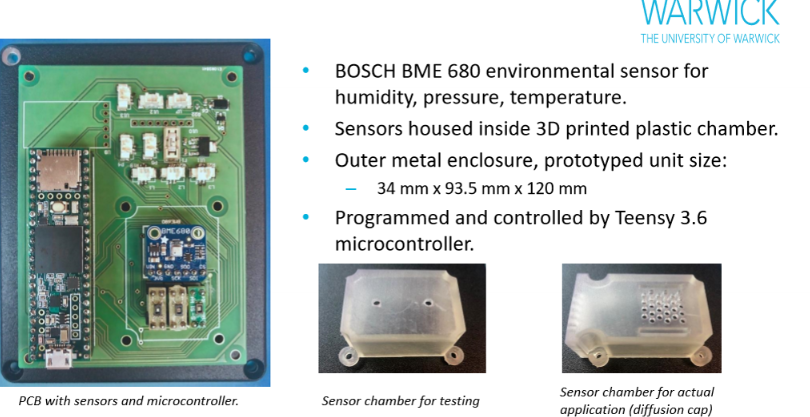 WARWICK
THE UNIVERSITY OF WARWICK
• BOSCH BME 680 environmental sensor for
humidity, pressure, temperature.
• Sensors housed inside 3D printed plastic chamber.
• Outer metal enclosure, prototyped unit size:
– 34 mm x 93.5 mm x 120 mm
• Programmed and controlled by Teensy 3.6
microcontroller.
BME680
PCB with sensors and microcontroller.
Sensor chamber for testing
Sensor chamber for actual
application (diffusion cap)